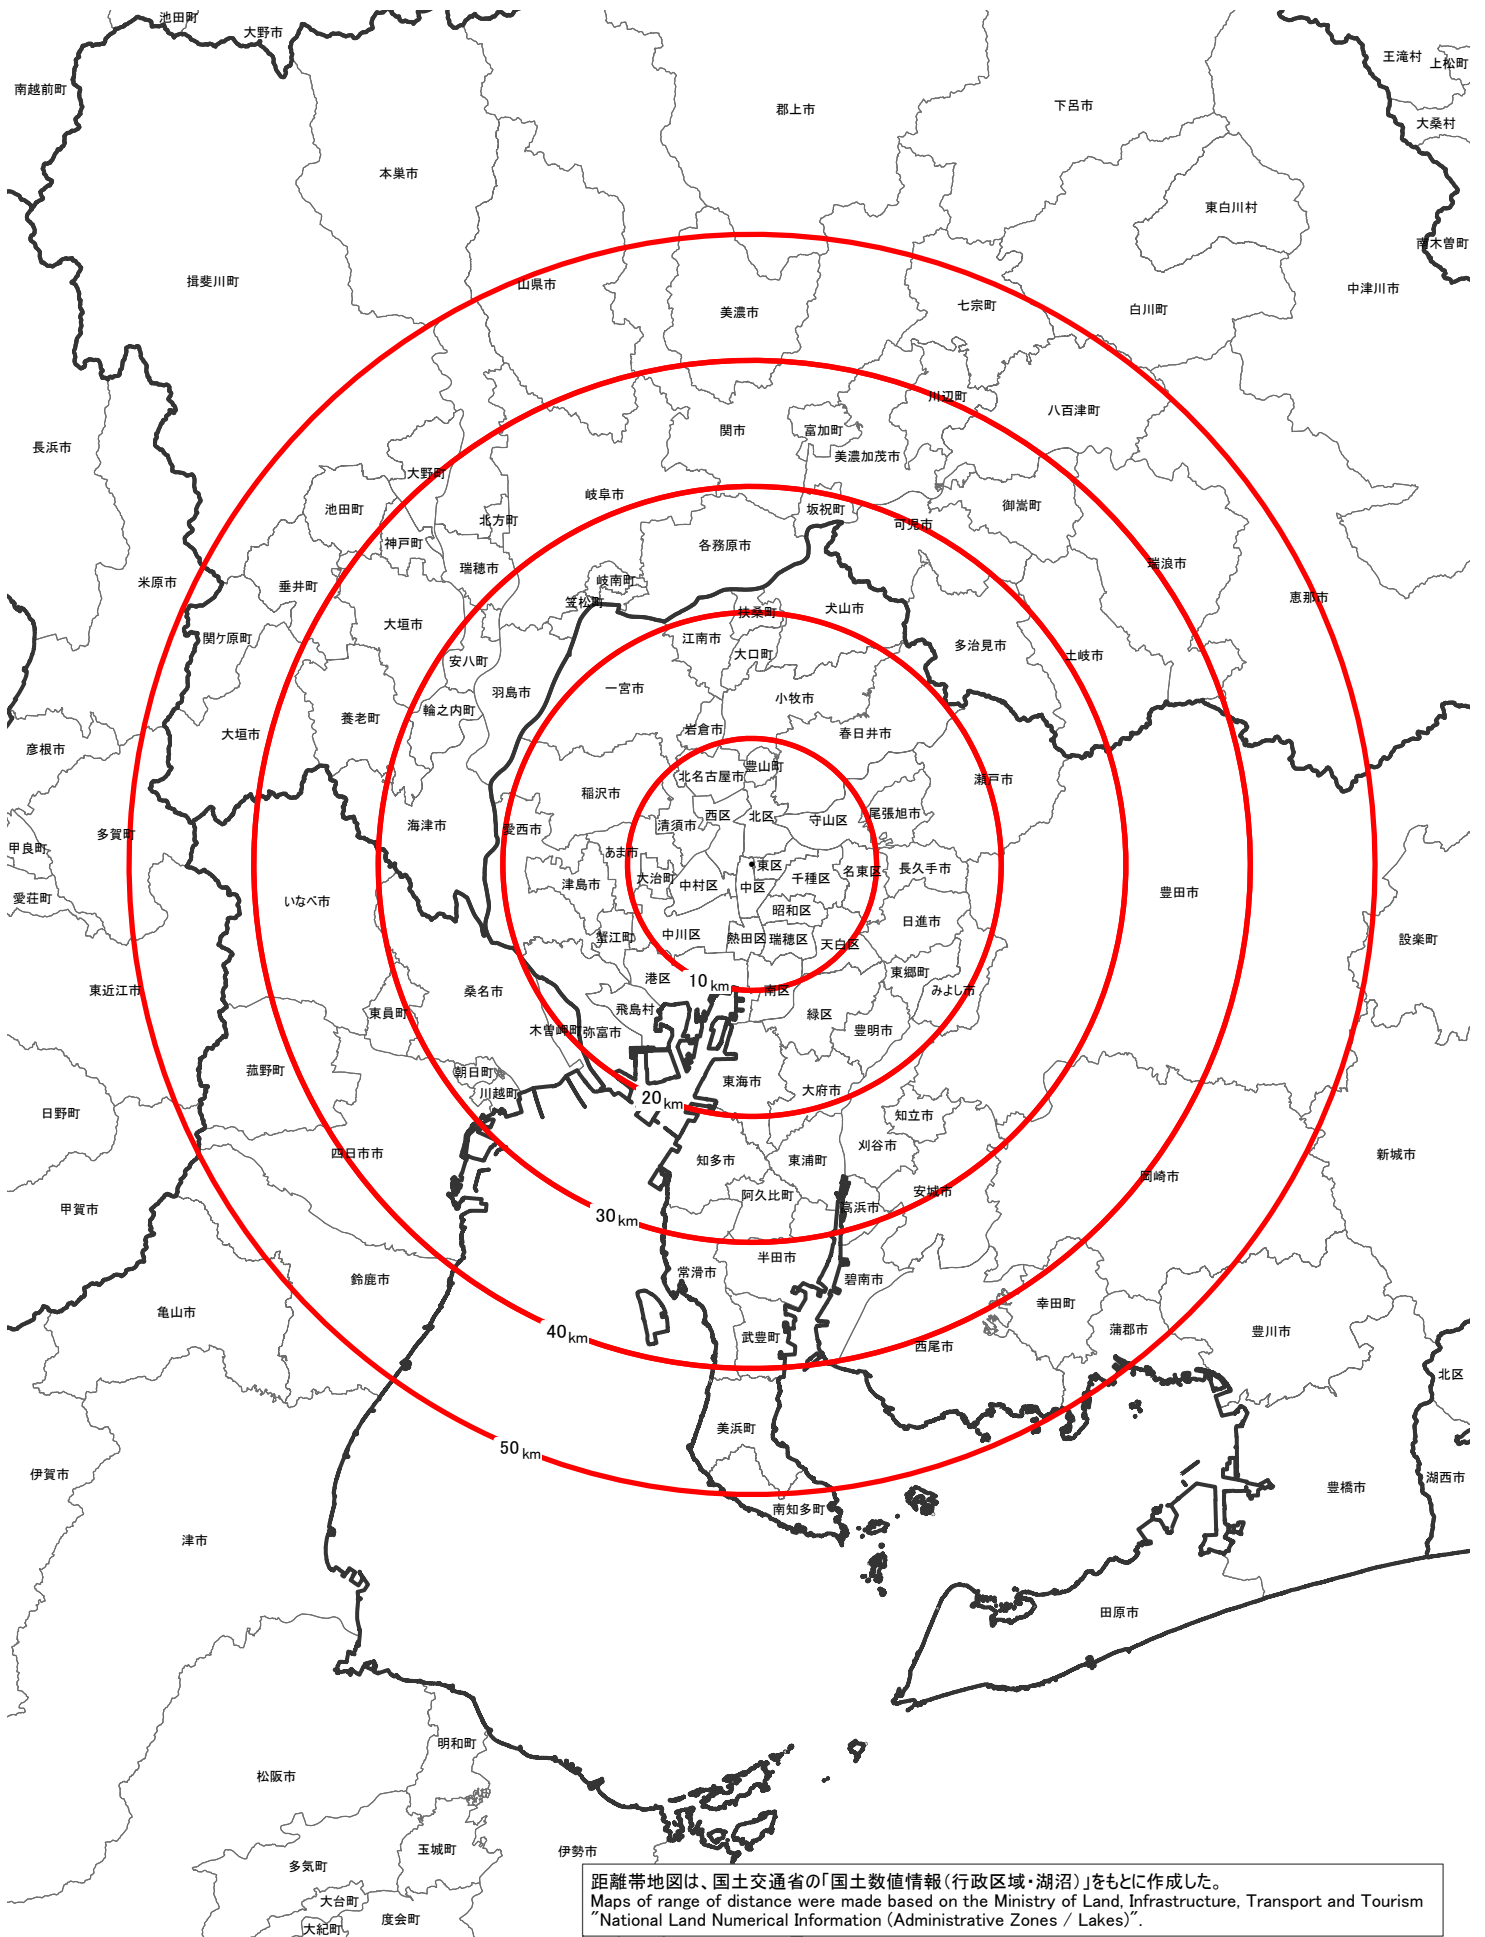 池田町
大野市
王滝村
上松町
南越前町
郡上市
下呂市
大桑村
本巣市
東白川村
南木曽町
揖斐川町
山県市
中津川市
美濃市
七宗町
白川町
川辺町
八百津町
関市
富加町
長浜市
美濃加茂市
大野町
岐阜市
御嵩町
池田町
坂祝町
北方町
可児市
神戸町
各務原市
瑞浪市
瑞穂市
米原市
岐南町
垂井町
恵那市
笠松町
扶桑町
犬山市
大垣市
関ケ原町
江南市
多治見市
大口町
土岐市
安八町
羽島市
一宮市
小牧市
輪之内町
養老町
岩倉市
大垣市
春日井市
彦根市
豊山町
北名古屋市
瀬戸市
稲沢市
尾張旭市
西区
北区
守山区
海津市
清須市
愛西市
多賀町
甲良町
あま市
東区
長久手市
名東区
大治町
千種区
津島市
中村区
中区
豊田市
愛荘町
いなべ市
昭和区
日進市
中川区
蟹江町
熱田区
瑞穂区
天白区
設楽町
東郷町
港区
10km
東近江市
桑名市
南区
みよし市
東員町
飛島村
緑区
木曽岬町
弥富市
豊明市
菰野町
朝日町
東海市
大府市
川越町
20km
日野町
知立市
刈谷市
四日市市
知多市
東浦町
新城市
岡崎市
安城市
阿久比町
甲賀市
高浜市
30km
半田市
常滑市
鈴鹿市
碧南市
幸田町
亀山市
40km
武豊町
蒲郡市
豊川市
西尾市
北区
美浜町
50km
伊賀市
湖西市
豊橋市
南知多町
津市
田原市
明和町
松阪市
玉城町
伊勢市
多気町
大台町
度会町
大紀町
距離帯地図は、国土交通省の「国土数値情報（行政区域・湖沼）」をもとに作成した。
Maps of range of distance were made based on the Ministry of Land, Infrastructure, Transport and Tourism
"National Land Numerical Information (Administrative Zones / Lakes)".